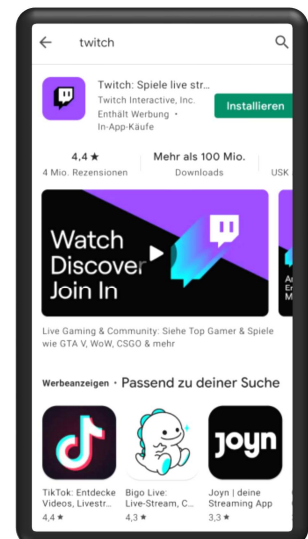 twitch
Twitch: Spiele live str...
Twitch Interactive, Inc.
Enthält Werbung •
In-App-Käufe
Installieren
4,4 ★
4 Mio. Rezensionen
Mehr als 100 Mio.
Downloads
USK
Watch
Discover
Join In
Live Gaming & Community: Siehe Top Gamer & Spiele
wie GTA V, WoW, CSGO & mehr
Werbeanzeigen • Passend zu deiner Suche
joyn
TikTok: Entdecke
Videos, Livestr...
4,4 ★
Bigo Live:
Live-Stream, C...
4,3 ★
Joyn | deine
Streaming App
3,3 ★